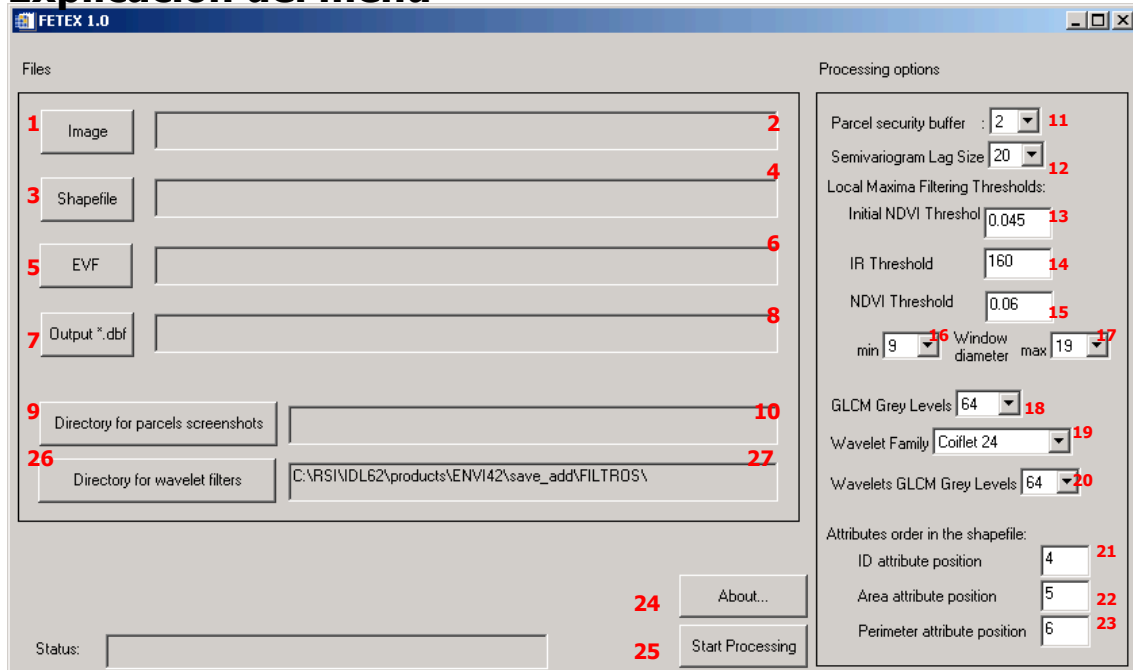 Explicación del menú
FETEX 1.0
Files
1 Image 2
3 Shapefile 4
5 EVF 6
7 Output *.dbf 8
9 Directory for parcels screenshots 10
26 Directory for wavelet filters C:\RSI\IDL62\products\ENVI42\save_add\FILTROS\ 27
24 About...
Status: 25 Start Processing
Processing options
Parcel security buffer : 2 11
Semivariogram Lag Size 20 12
Local Maxima Filtering Thresholds:
Initial NDVI Threshol 0.045 13
IR Threshold 160 14
NDVI Threshold 0.06 15
min 9 16 Window diameter max 19 17
GLCM Grey Levels 64 18
Wavelet Family Coiflet 24 19
Wavelets GLCM Grey Levels 64 20
Attributes order in the shapefile:
ID attribute position 4 21
Area attribute position 5 22
Perimeter attribute position 6 23